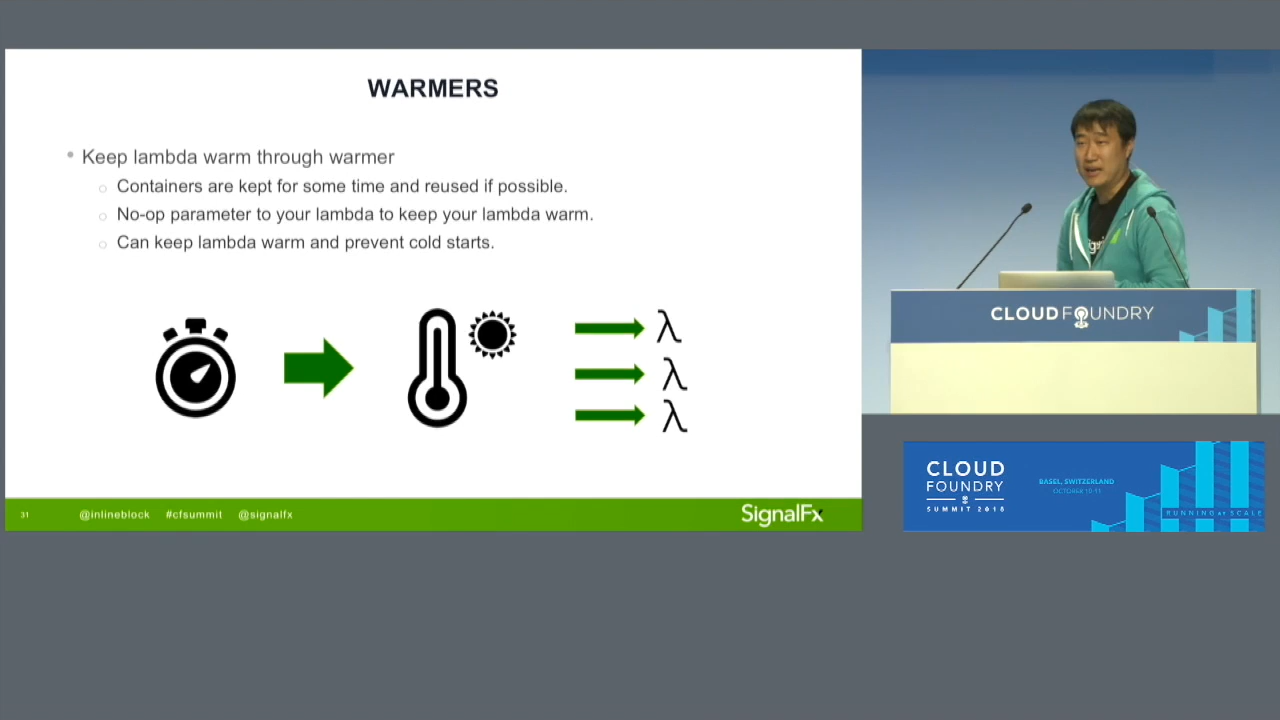 WARMERS
• Keep lambda warm through warmer
○ Containers are kept for some time and reused if possible.
○ No-op parameter to your lambda to keep your lambda warm.
○ Can keep lambda warm and prevent cold starts.
λ
λ
λ
31 @inlineblock #cfsummit @signalfx SignalFx
CLOUD FOUNDRY
CLOUD
FOUNDRY
SUMMIT 2018
BASEL, SWITZERLAND
OCTOBER 10-11
RUNNING AT SCALE